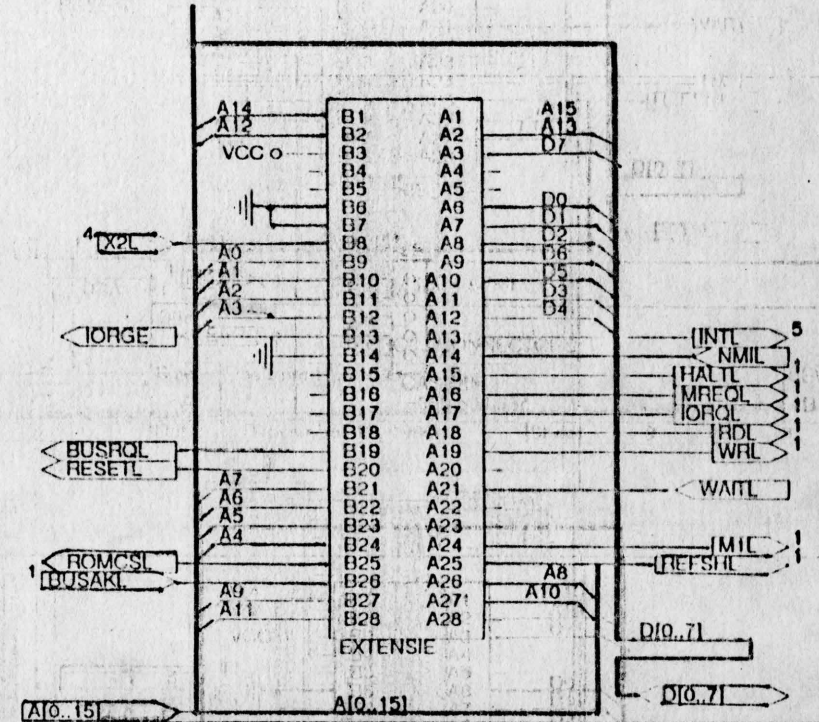 A14 B1 A1 A15
A12 B2 A2 A13
VCC B3 A3 D7
B4 A4
B5 A5
B6 A6 D0
B7 A7 D1
4 X2L B8 A8 D2
A0 B9 A9 D6
A1 B10 A10 D5
A2 B11 A11 D3
A3 B12 A12 D4
IORGE B13 A13 INTL 5
B14 A14 NMIL
B15 A15 HALTL 1
B16 A16 MREQL 1
B17 A17 IORQL 1
B18 A18 RDL 1
BUSRQL B19 A19 WRL 1
RESETL B20 A20
A7 B21 A21 WAITL
A6 B22 A22
A5 B23 A23
A4 B24 A24 M1L 1
ROMCSL B25 A25 REFSHL 1
1 BUSAKL B26 A26 A8
A9 B27 A27 A10
A11 B28 A28
EXTENSIE D[0..7]
D[0..7]
A[0..15] A[0..15]